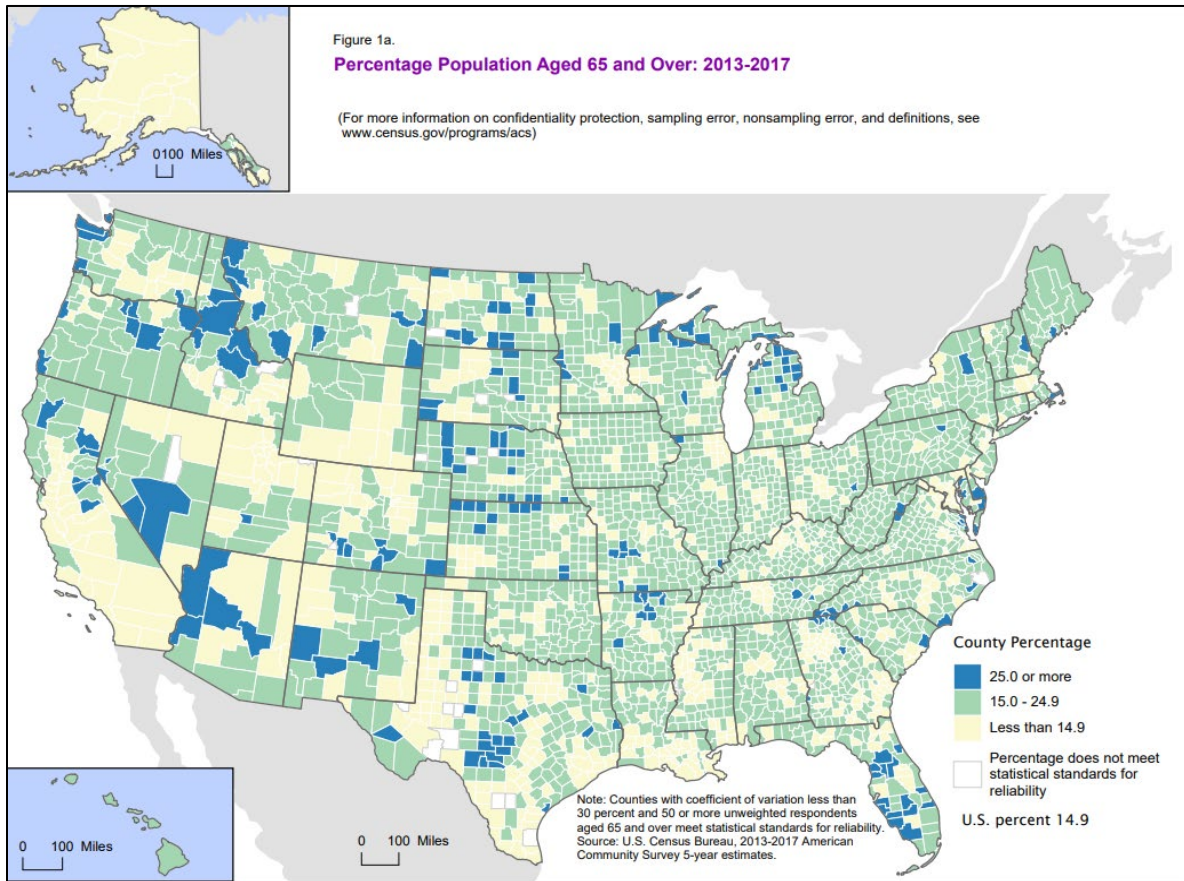 Figure 1a.
Percentage Population Aged 65 and Over: 2013-2017
(For more information on confidentiality protection, sampling error, nonsampling error, and definitions, see
www.census.gov/programs/acs)
0100 Miles
County Percentage
25.0 or more
15.0 - 24.9
Less than 14.9
Percentage does not meet
statistical standards for
reliability
U.S. percent 14.9
Note: Counties with coefficient of variation less than
30 percent and 50 or more unweighted respondents
aged 65 and over meet statistical standards for reliability.
Source: U.S. Census Bureau, 2013-2017 American
Community Survey 5-year estimates.
0 100 Miles
0 100 Miles